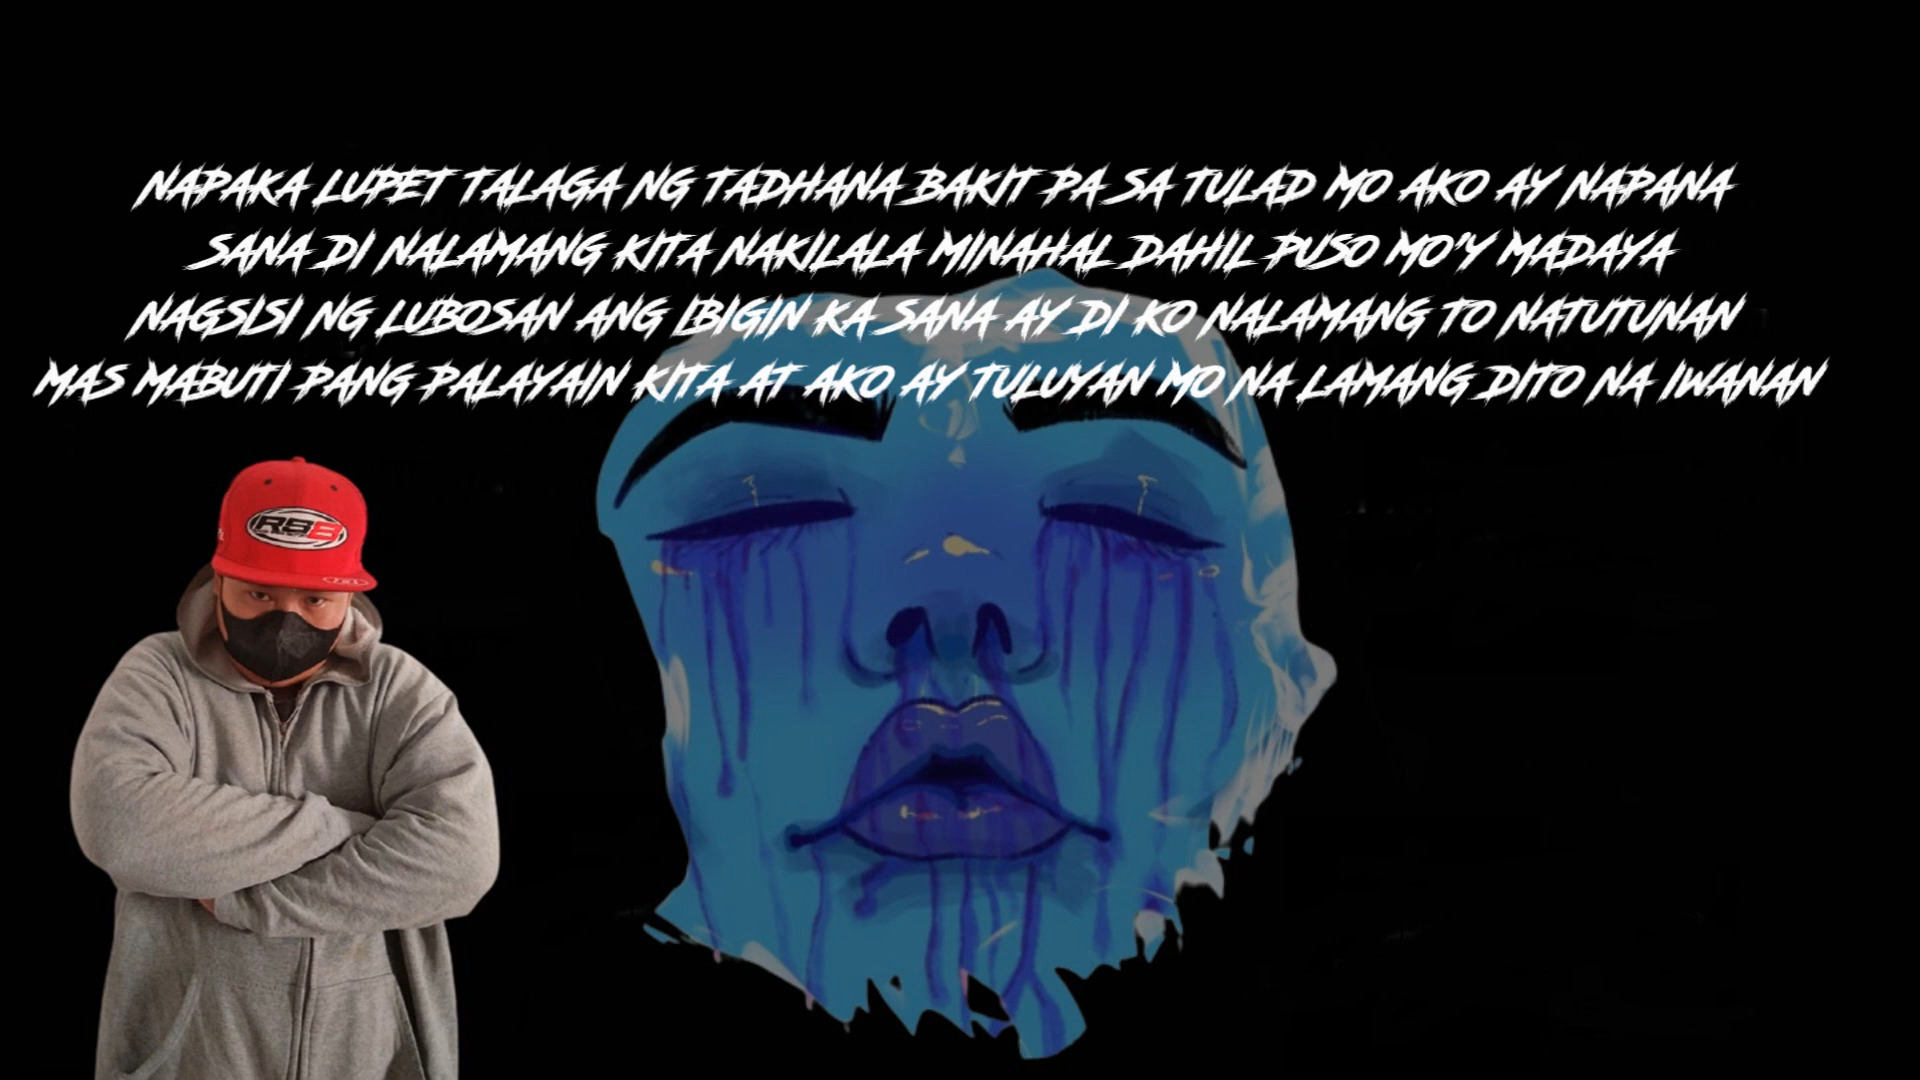 NAPAKA LUPET TALAGA NG TADHANA BAKIT PA SA TULAD MO AKO AY NAPANA
SANA DI NALAMANG KITA NAKILALA MINAHAL DAHIL PUSO MO'Y MADAYA
NAGSISI NG LUBOSAN ANG IBIGIN KA SANA AY DI KO NALAMANG TO NATUTUNAN
MAS MABUTI PANG PALAYAIN KITA AT AKO AY TULUYAN MO NA LAMANG DITO NA IWANAN
RS8